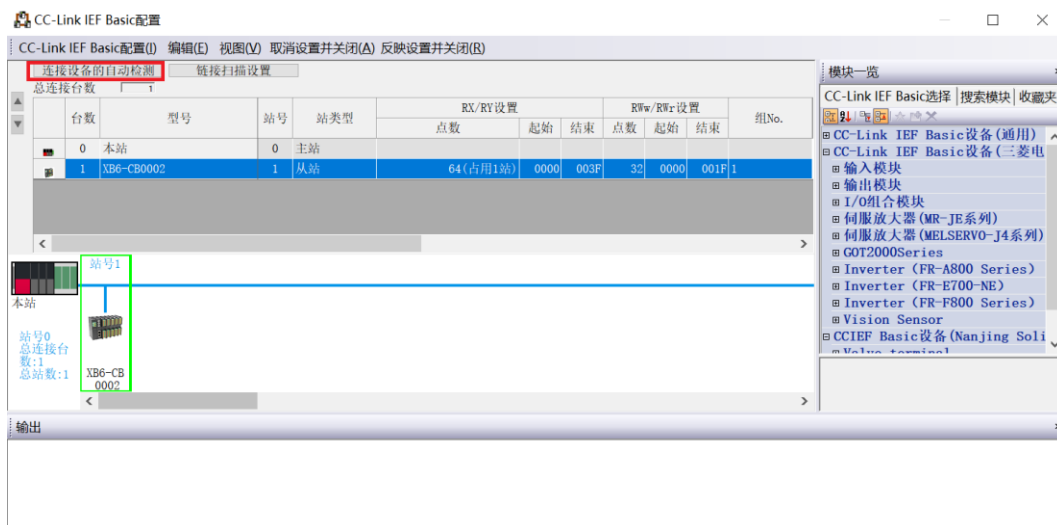 CC-Link IEF Basic配置
CC-Link IEF Basic配置(I) 编辑(E) 视图(V) 取消设置并关闭(A) 反映设置并关闭(R)
连接设备的自动检测 链接扫描设置
总连接台数 1
台数 型号 站号 站类型 RX/RY设置 RWw/RWr设置 组No.
点数 起始 结束 点数 起始 结束
0 本站 0 主站
1 XB6-CB0002 1 从站 64(占用1站) 0000 003F 32 0000 001F 1
站号1
本站
站号0
总连接台
数:1
总站数:1
XB6-CB
0002
模块一览
CC-Link IEF Basic选择 搜索模块 收藏夹
CC-Link IEF Basic设备(通用)
CC-Link IEF Basic设备(三菱电
输入模块
输出模块
I/O组合模块
伺服放大器(MR-JE系列)
伺服放大器(MELSERVO-J4系列)
GOT2000Series
Inverter (FR-A800 Series)
Inverter (FR-E700-NE)
Inverter (FR-F800 Series)
Vision Sensor
CCIEF Basic设备(Nanjing Soli
Valve terminal
输出